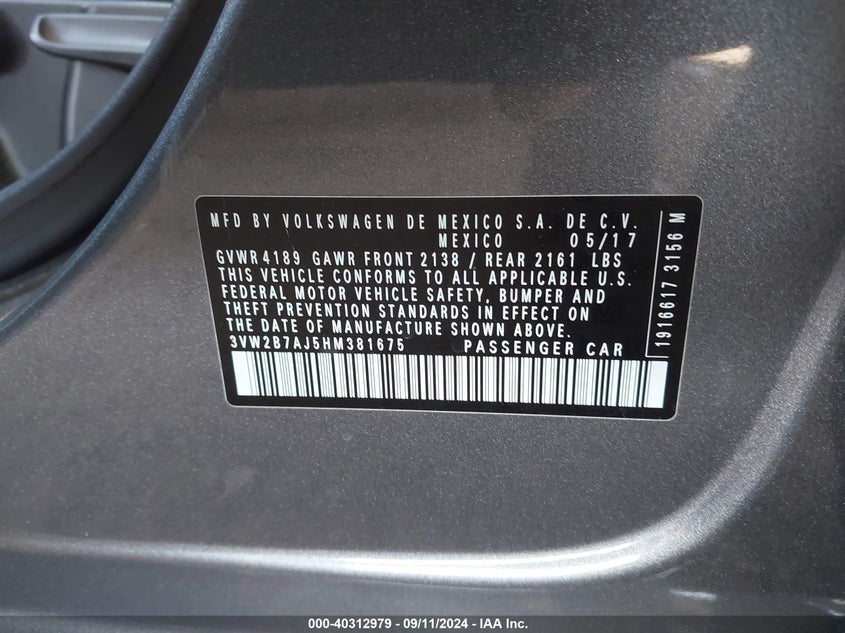 MFD BY VOLKSWAGEN DE MEXICO S.A. DE C.V.
MEXICO 05/17
GVWR 4189 GAWR FRONT 2138 / REAR 2161 LBS
THIS VEHICLE CONFORMS TO ALL APPLICABLE U.S.
FEDERAL MOTOR VEHICLE SAFETY, BUMPER AND
THEFT PREVENTION STANDARDS IN EFFECT ON
THE DATE OF MANUFACTURE SHOWN ABOVE.
3VW2B7AJ5HM381675 PASSENGER CAR
1916617 3156 M
000-40312979 - 09/11/2024 - IAA Inc.